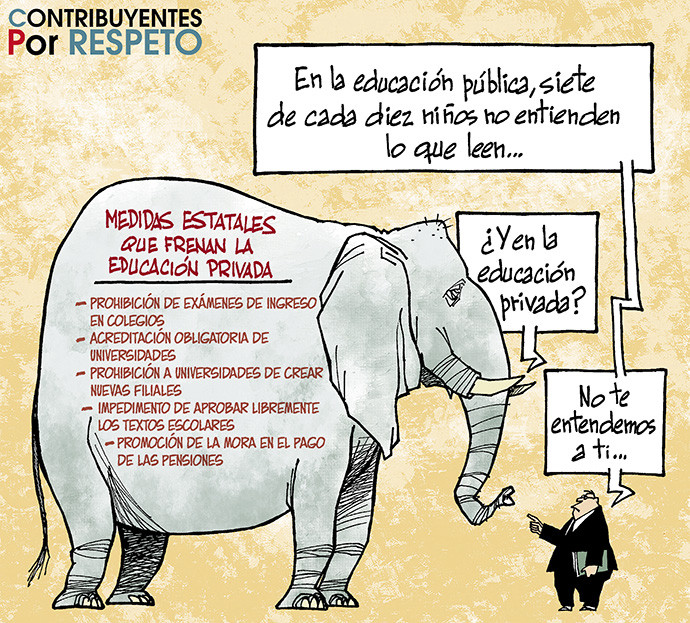 CONTRIBUYENTES
Por RESPETO
En la educación pública, siete
de cada diez niños no entienden
lo que leen...
MEDIDAS ESTATALES
QUE FRENAN LA
EDUCACIÓN PRIVADA
- PROHIBICIÓN DE EXÁMENES DE INGRESO
EN COLEGIOS
- ACREDITACIÓN OBLIGATORIA DE
UNIVERSIDADES
- PROHIBICIÓN A UNIVERSIDADES DE CREAR
NUEVAS FILIALES
- IMPEDIMENTO DE APROBAR LIBREMENTE
LOS TEXTOS ESCOLARES
- PROMOCIÓN DE LA MORA EN EL PAGO
DE LAS PENSIONES
¿Y en la
educación
privada?
No te
entendemos
a ti...